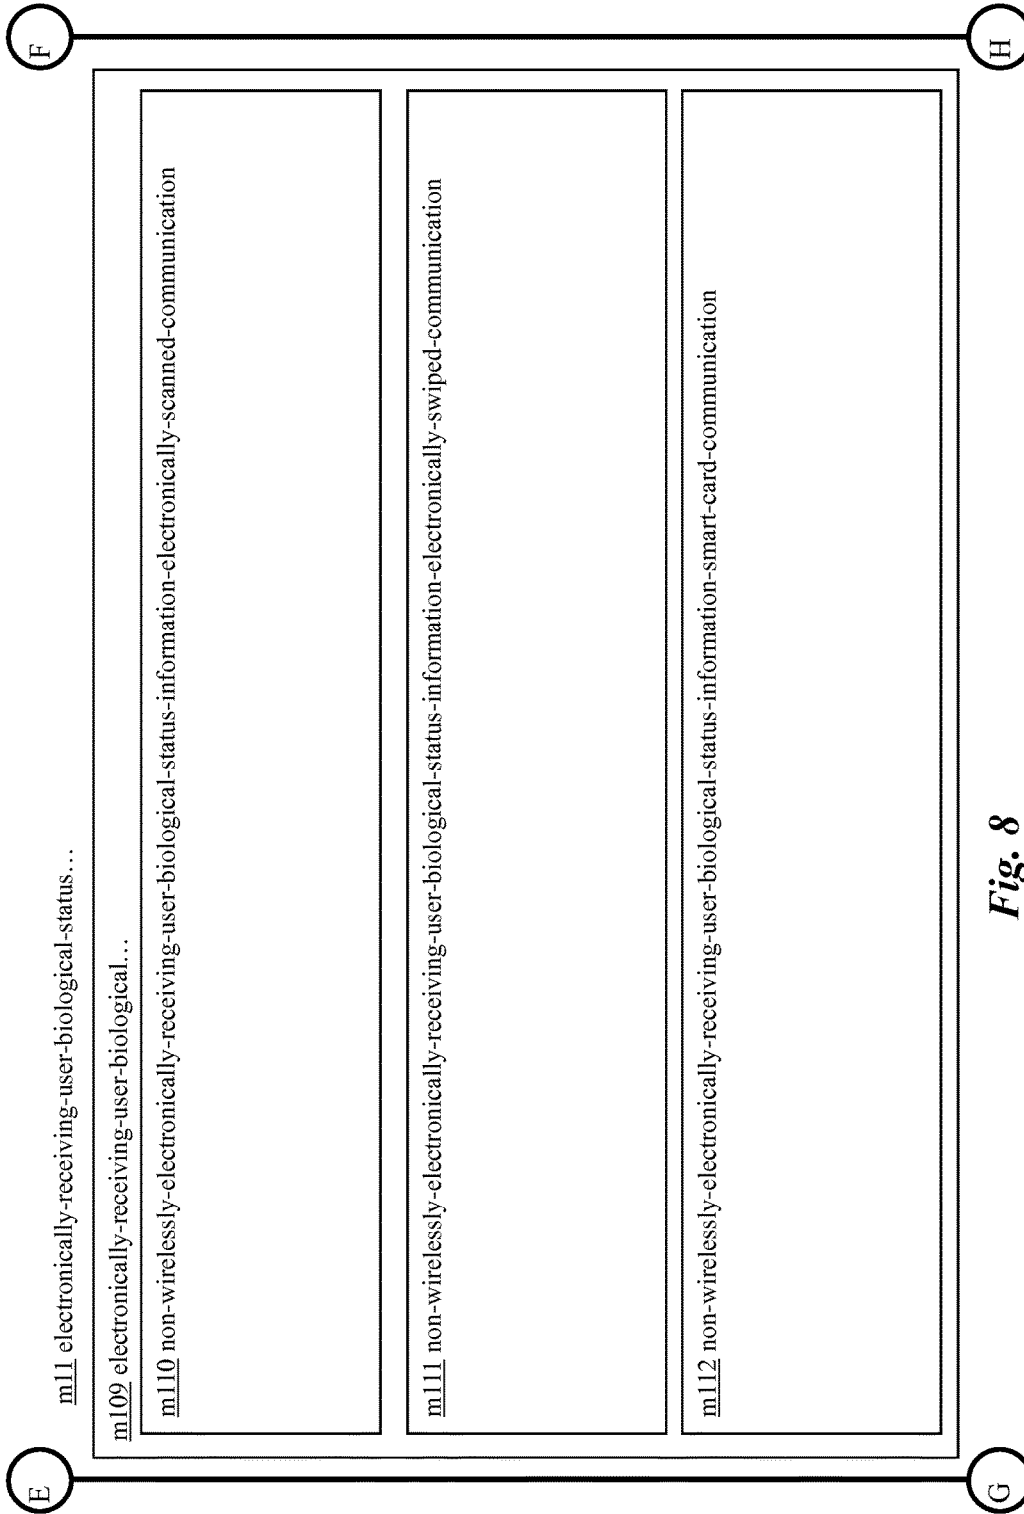 E
F
m11 electronically-receiving-user-biological-status…
m109 electronically-receiving-user-biological…
m110 non-wirelessly-electronically-receiving-user-biological-status-information-electronically-scanned-communication
m111 non-wirelessly-electronically-receiving-user-biological-status-information-electronically-swiped-communication
m112 non-wirelessly-electronically-receiving-user-biological-status-information-smart-card-communication
G
H
Fig. 8